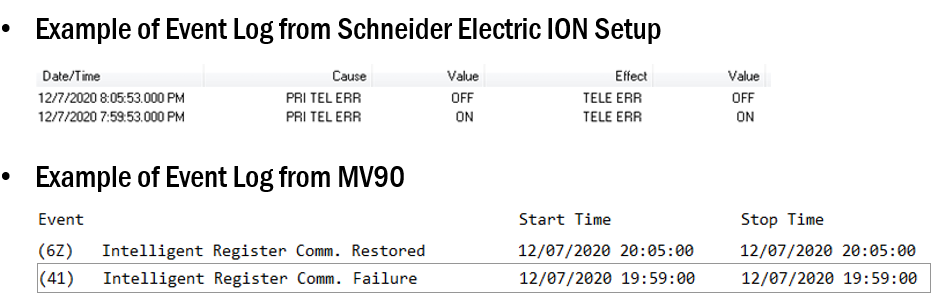 • Example of Event Log from Schneider Electric ION Setup
Date/Time Cause Value Effect Value
12/7/2020 8:05:53.000 PM PRI TEL ERR OFF TELE ERR OFF
12/7/2020 7:59:53.000 PM PRI TEL ERR ON TELE ERR ON
• Example of Event Log from MV90
Event Start Time Stop Time
(6Z) Intelligent Register Comm. Restored 12/07/2020 20:05:00 12/07/2020 20:05:00
(41) Intelligent Register Comm. Failure 12/07/2020 19:59:00 12/07/2020 19:59:00